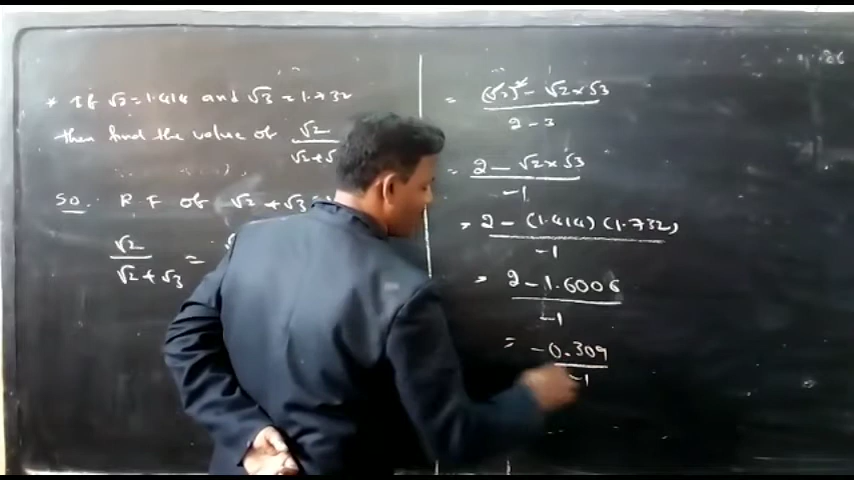 * If √2 = 1.414 and √3 = 1.732
then find the value of √2
√2+√
SO: R F of √2 + √3
√2
√2 + √3
=
= (√2)² - √2 × √3
2 - 3
= 2 - √2 × √3
-1
= 2 - (1.414) (1.732)
-1
= 2 - 1.6006
-1
= -0.309
-1